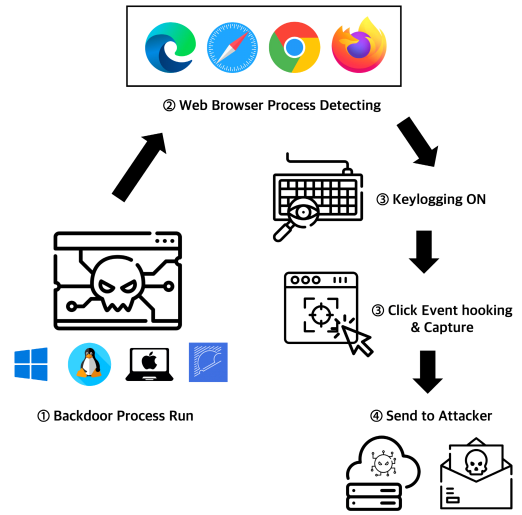 ② Web Browser Process Detecting
③ Keylogging ON
③ Click Event hooking
& Capture
① Backdoor Process Run
④ Send to Attacker